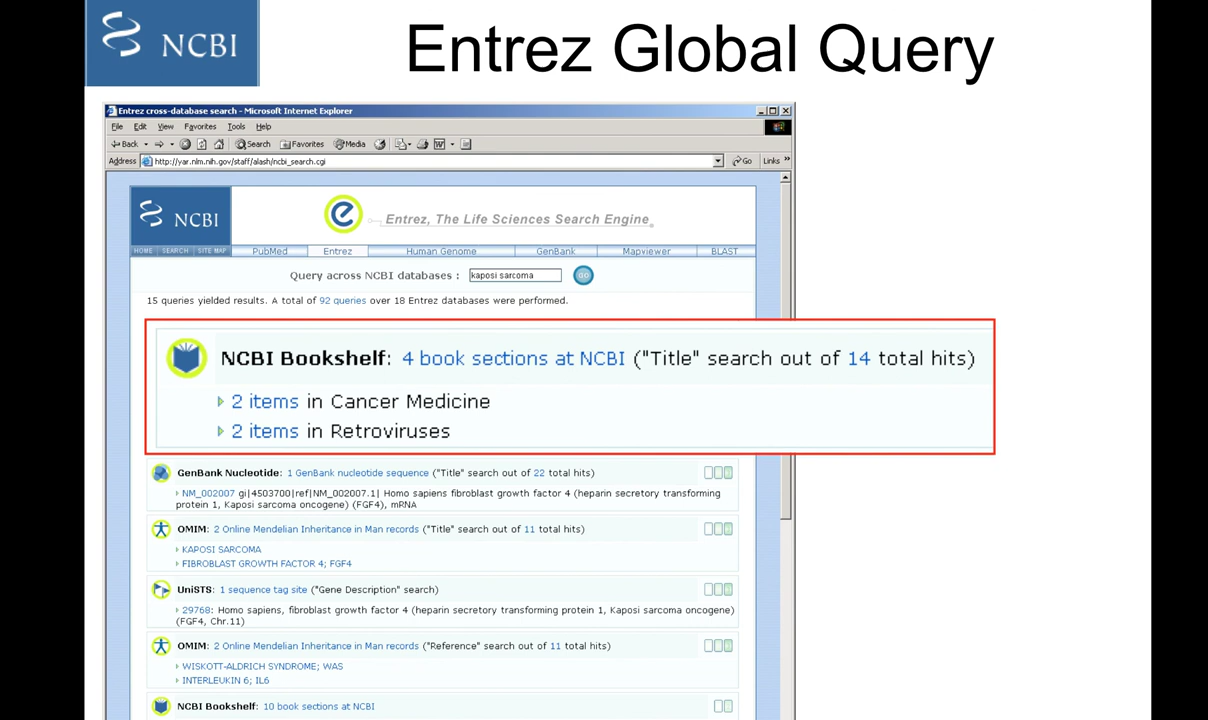 NCBI
Entrez Global Query
Entrez cross-database search - Microsoft Internet Explorer
File Edit View Favorites Tools Help
Back Search Favorites Media
Address http://yar.nlm.nih.gov/staff/alash/ncbi_search.cgi Go Links »
NCBI
e Entrez, The Life Sciences Search Engine
HOME SEARCH SITE MAP PubMed Entrez Human Genome GenBank Mapviewer BLAST
Query across NCBI databases : kaposi sarcoma GO
15 queries yielded results. A total of 92 queries over 18 Entrez databases were performed.
NCBI Bookshelf: 4 book sections at NCBI ("Title" search out of 14 total hits)
2 items in Cancer Medicine
2 items in Retroviruses
GenBank Nucleotide: 1 GenBank nucleotide sequence ("Title" search out of 22 total hits)
NM_002007 gi|4503700|ref|NM_002007.1| Homo sapiens fibroblast growth factor 4 (heparin secretory transforming
protein 1, Kaposi sarcoma oncogene) (FGF4), mRNA
OMIM: 2 Online Mendelian Inheritance in Man records ("Title" search out of 11 total hits)
KAPOSI SARCOMA
FIBROBLAST GROWTH FACTOR 4; FGF4
UniSTS: 1 sequence tag site ("Gene Description" search)
29768: Homo sapiens, fibroblast growth factor 4 (heparin secretory transforming protein 1, Kaposi sarcoma oncogene)
(FGF4, Chr.11)
OMIM: 2 Online Mendelian Inheritance in Man records ("Reference" search out of 11 total hits)
WISKOTT-ALDRICH SYNDROME; WAS
INTERLEUKIN 6; IL6
NCBI Bookshelf: 10 book sections at NCBI